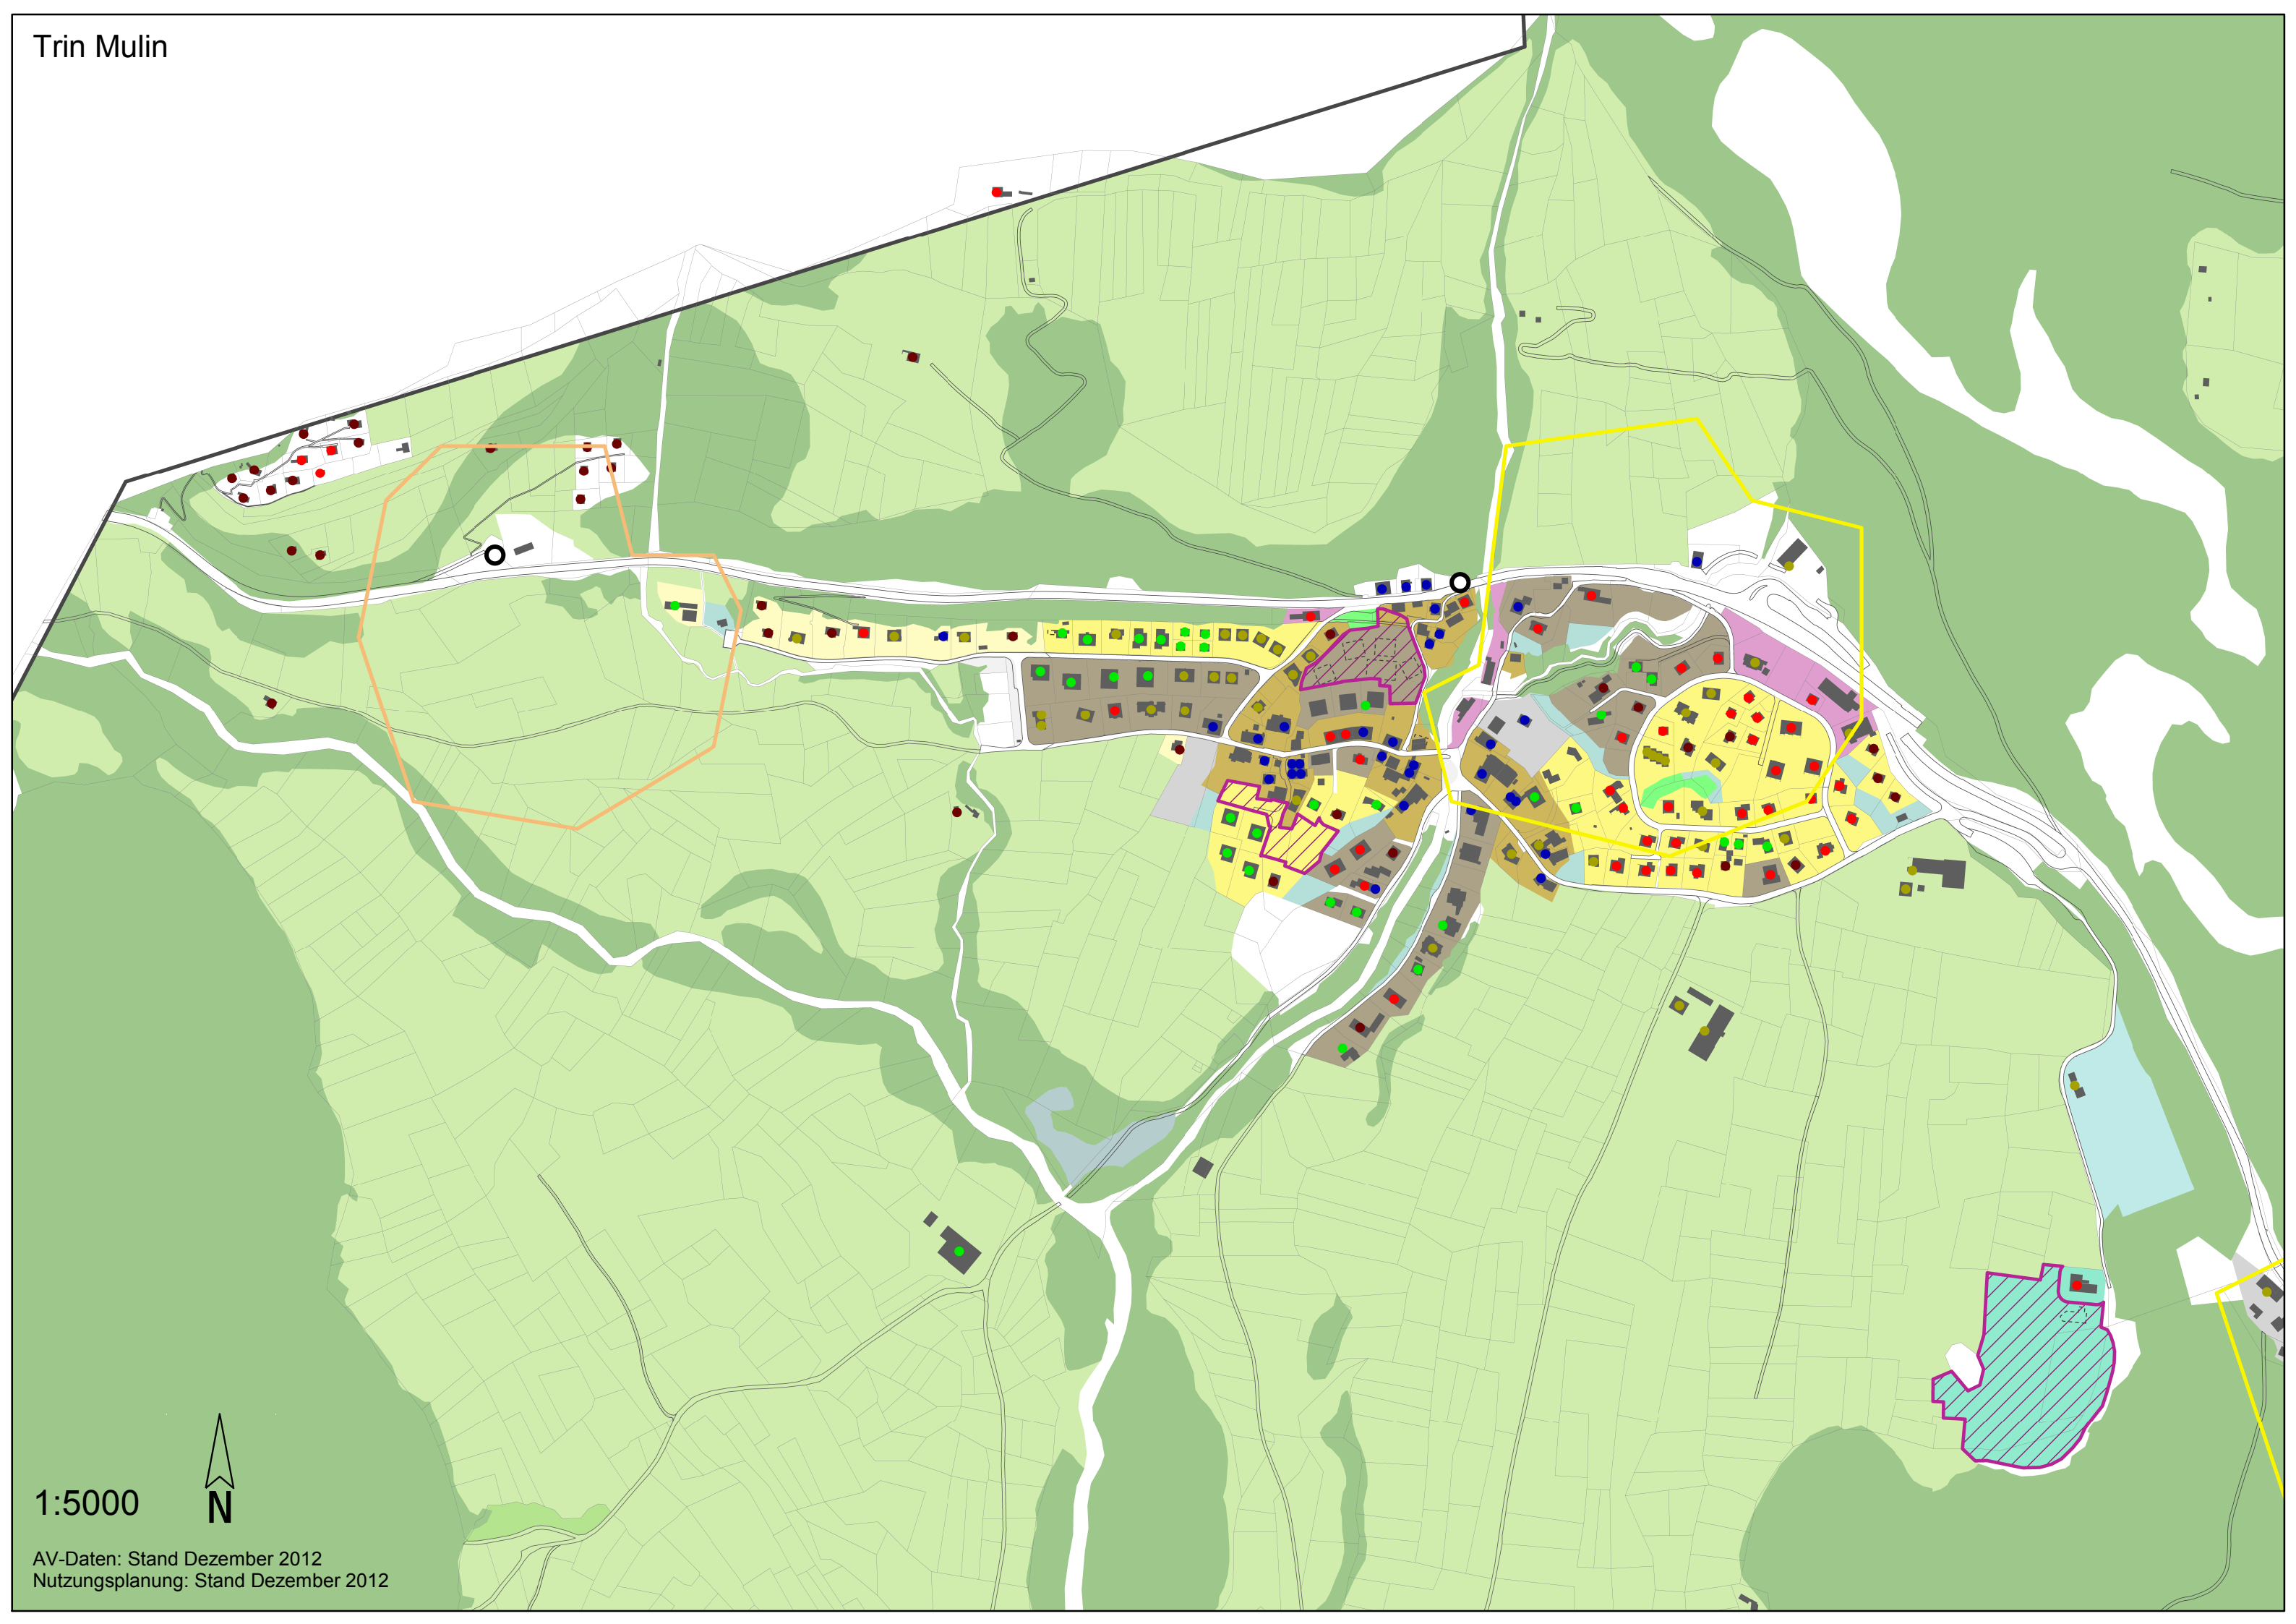 Trin Mulin
1:5000
N
AV-Daten: Stand Dezember 2012
Nutzungsplanung: Stand Dezember 2012